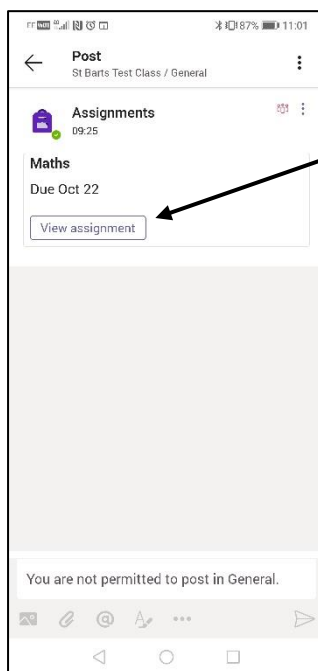 87% 11:01
Post
St Barts Test Class / General
Assignments
09:25
Maths
Due Oct 22
View assignment
You are not permitted to post in General.